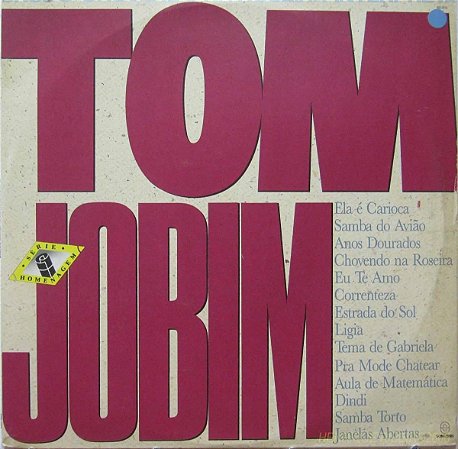 TOM
JOBIM
SÉRIE
HOMENAGEM
Ela é Carioca
Samba do Avião
Anos Dourados
Chovendo na Roseira
Eu Te Amo
Correnteza
Estrada do Sol
Ligia
Tema de Gabriela
Pra Mode Chatear
Aula de Matemática
Dindi
Samba Torto
Janelas Abertas